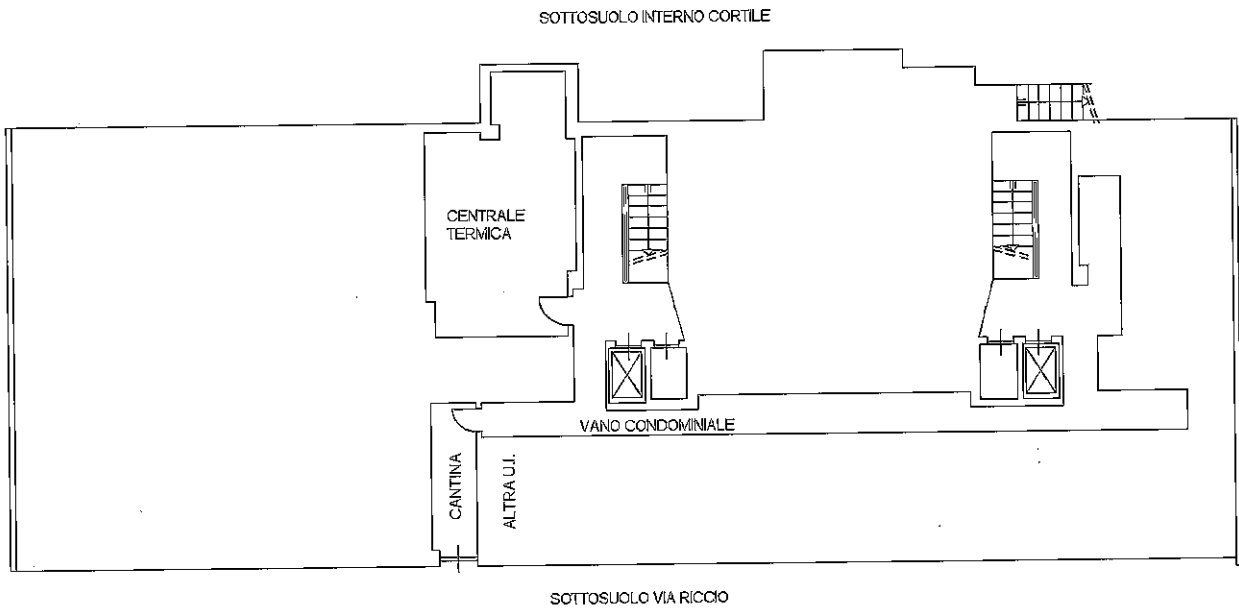 SOTTOSUOLO INTERNO CORTILE
CENTRALE
TERMICA
VANO CONDOMINIALE
CANTINA
ALTRA U.I.
SOTTOSUOLO VIA RICCIO